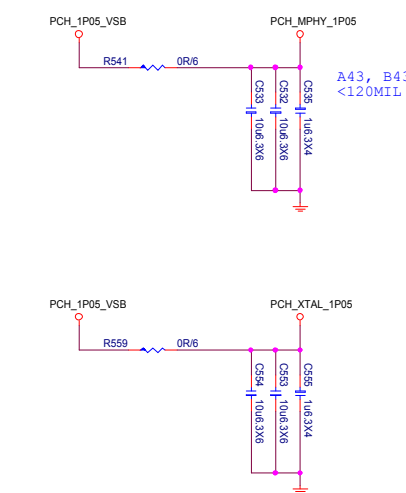 PCH_1P05_VSB
PCH_MPHY_1P05
R541
0R/6
C533
10u6.3X6
C532
10u6.3X6
C535
1u6.3X4
A43, B43
<120MIL
PCH_1P05_VSB
PCH_XTAL_1P05
R559
0R/6
C554
10u6.3X6
C553
10u6.3X6
C555
1u6.3X4